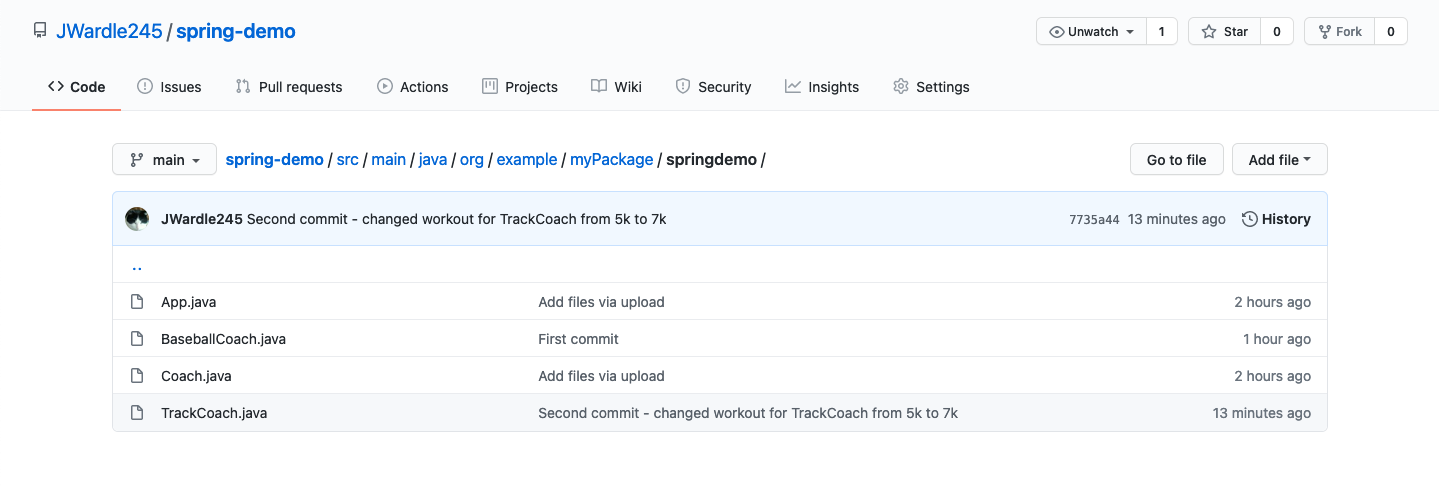 JWardle245 / spring-demo
Unwatch 1 Star 0 Fork 0
Code Issues Pull requests Actions Projects Wiki Security Insights Settings
main spring-demo / src / main / java / org / example / myPackage / springdemo / Go to file Add file
JWardle245 Second commit - changed workout for TrackCoach from 5k to 7k 7735a44 13 minutes ago History
..
App.java Add files via upload 2 hours ago
BaseballCoach.java First commit 1 hour ago
Coach.java Add files via upload 2 hours ago
TrackCoach.java Second commit - changed workout for TrackCoach from 5k to 7k 13 minutes ago